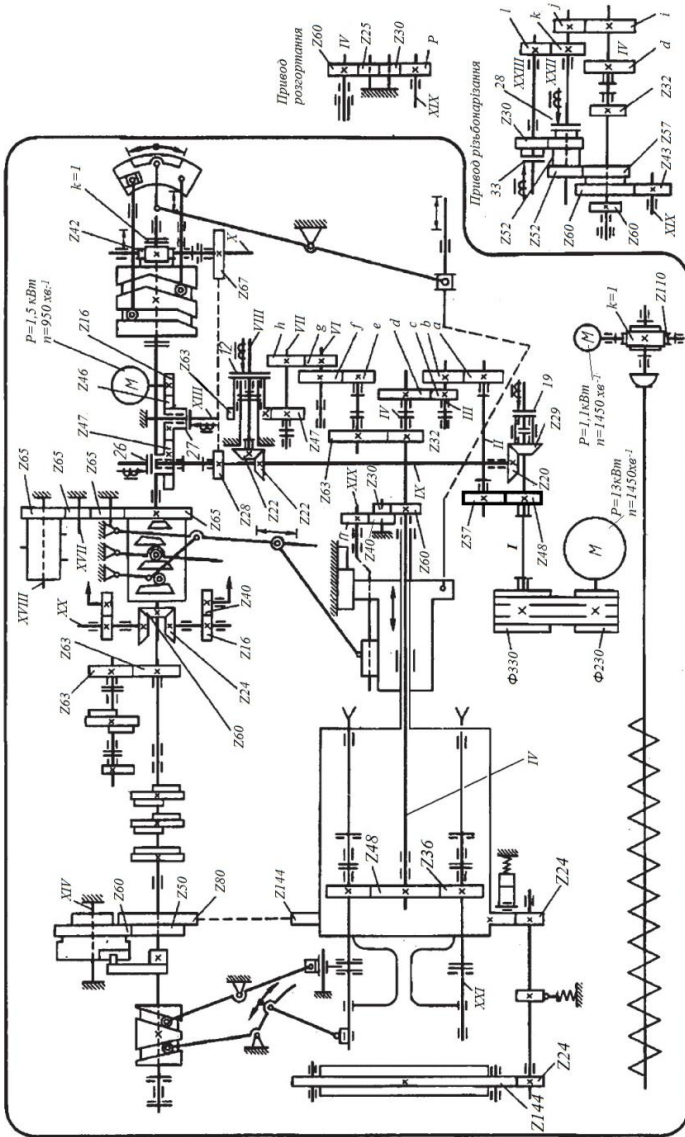 XIV
Z60
Z50
Z80
Z63
Z63
XX
Z60
Z24
Z16
Z40
XVIII
XVII
Z65
Z65
Z65
Z65
26
Z47
Z46
Z16
P=1,5 кВт
n=950 хв-1
Z42
k=1
27
XIII
Z63
12
VIII
VII
VI
X
Z67
Z28
Z22
Z22
h
g
f
e
d
c
b
a
Z47
Z63
IV
Z32
III
II
IX
XIX
Z30
П
Z40
Z60
Z144
Z48
Z36
IV
XXI
Z24
Z24
Z144
Z57
Z20
Z29
19
I
Z48
Ф330
Ф230
М
P=13кВт
n=1450хв-1
М
P=1,1кВт
n=1450 хв-1
k=1
Z110
Привод
розгортання
Z60
IV
Z25
Z30
P
XIX
Привод різьбонарізання
33
Z30
28
XXIII
XXII
l
k
j
i
Z52
Z52
Z60
Z60
XIX
Z43
Z57
Z32
IV
d